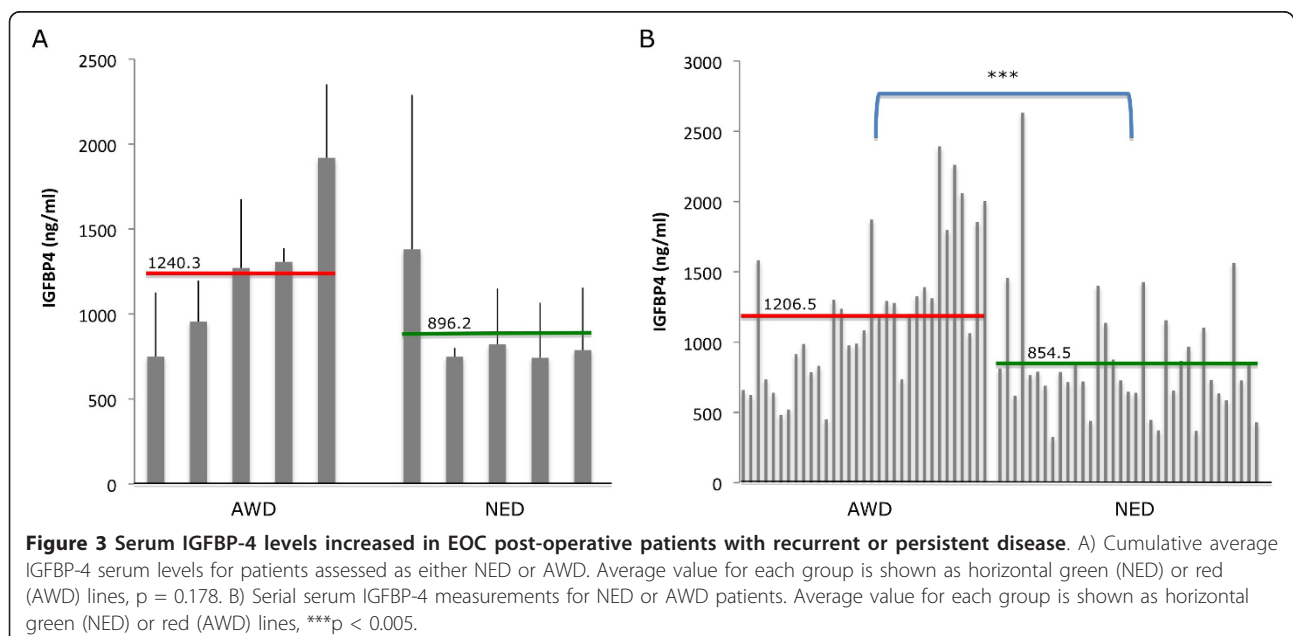 A
2500
2000
1500
1000
500
0
IGFBP4 (ng/ml)
1240.3
896.2
AWD
NED
B
3000
2500
2000
1500
1000
500
0
IGFBP4 (ng/ml)
***
1206.5
854.5
AWD
NED
Figure 3 Serum IGFBP-4 levels increased in EOC post-operative patients with recurrent or persistent disease. A) Cumulative average
IGFBP-4 serum levels for patients assessed as either NED or AWD. Average value for each group is shown as horizontal green (NED) or red
(AWD) lines, p = 0.178. B) Serial serum IGFBP-4 measurements for NED or AWD patients. Average value for each group is shown as horizontal
green (NED) or red (AWD) lines, ***p < 0.005.